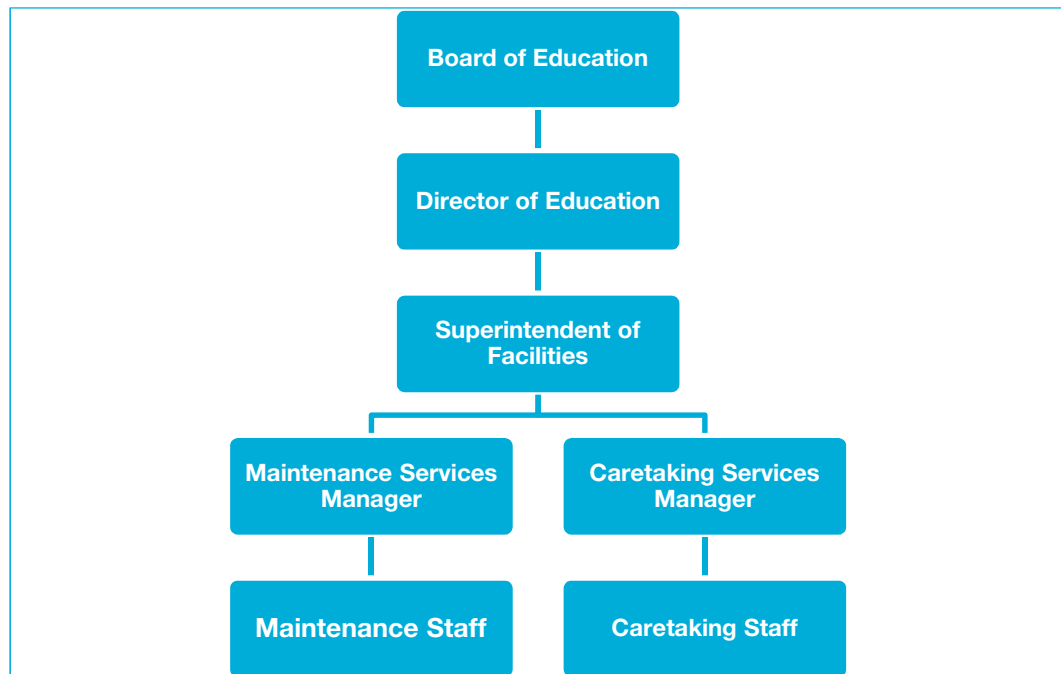 Board of Education
Director of Education
Superintendent of
Facilities
Maintenance Services
Manager
Caretaking Services
Manager
Maintenance Staff
Caretaking Staff